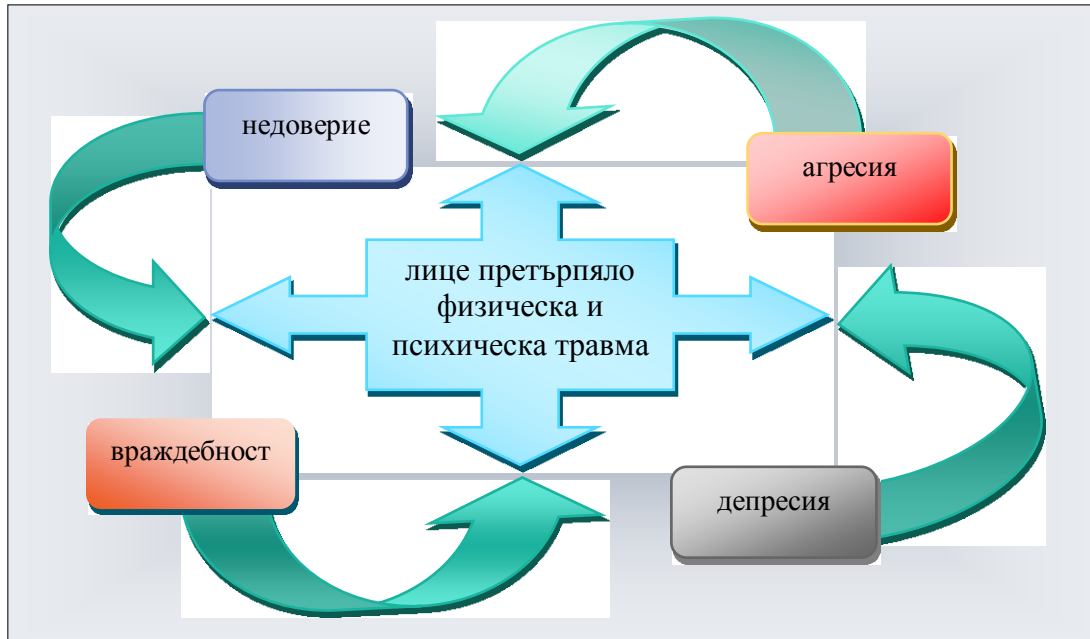 недоверие
агресия
лице претърпяло
физическа и
психическа травма
враждебност
депресия